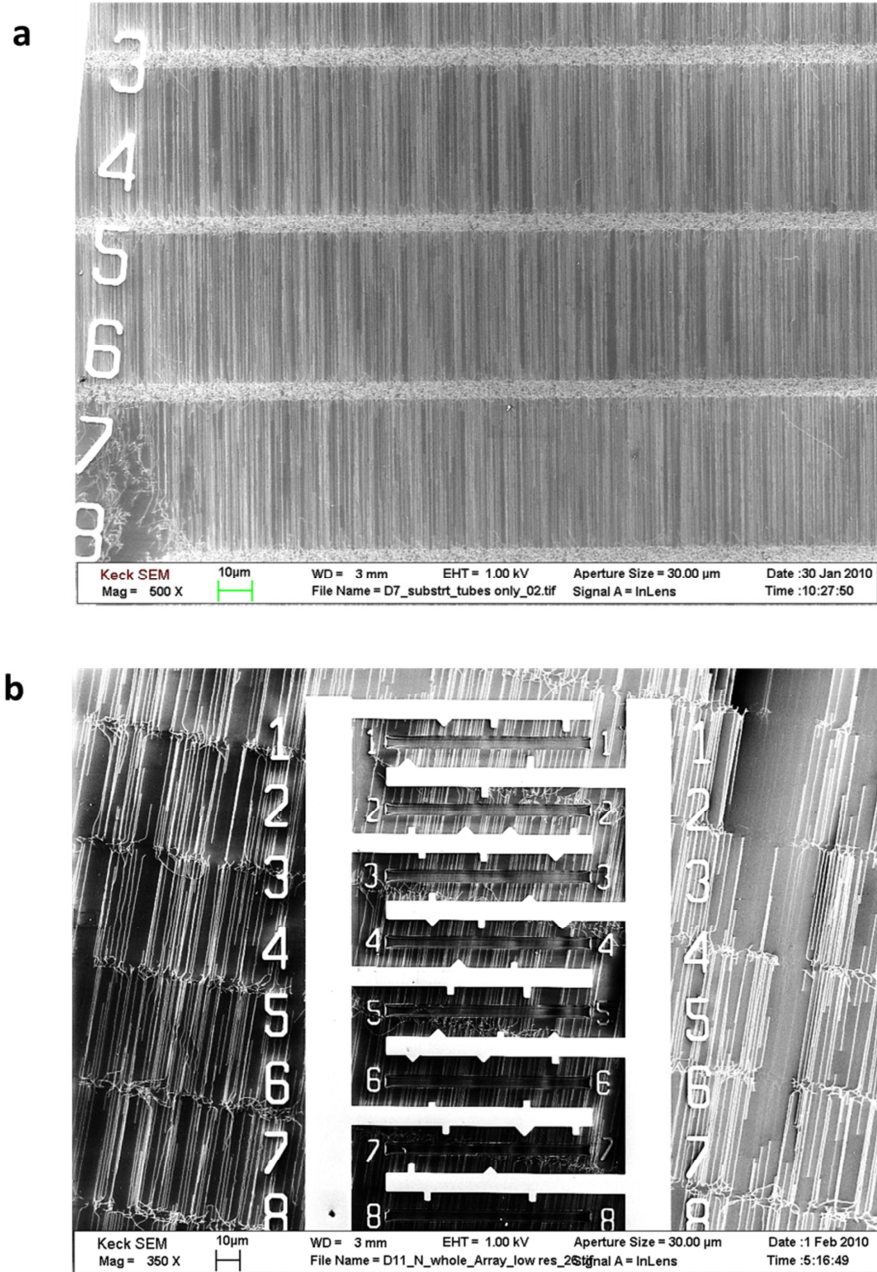 a
3
4
5
6
7
8
Keck SEM 10µm WD = 3 mm EHT = 1.00 kV Aperture Size = 30.00 µm Date :30 Jan 2010
Mag = 500 X File Name = D7_substrt_tubes only_02.tif Signal A = InLens Time :10:27:50
b
1 1 1 1
2 2 2 2
3 3 3 3
4 4 4 4
5 5 5 5
6 6 6 6
7 7 7 7
8 8 8 8
Keck SEM 10µm WD = 3 mm EHT = 1.00 kV Aperture Size = 30.00 µm Date :1 Feb 2010
Mag = 350 X File Name = D11_N_whole_Array_low res_26.tif Signal A = InLens Time :5:16:49